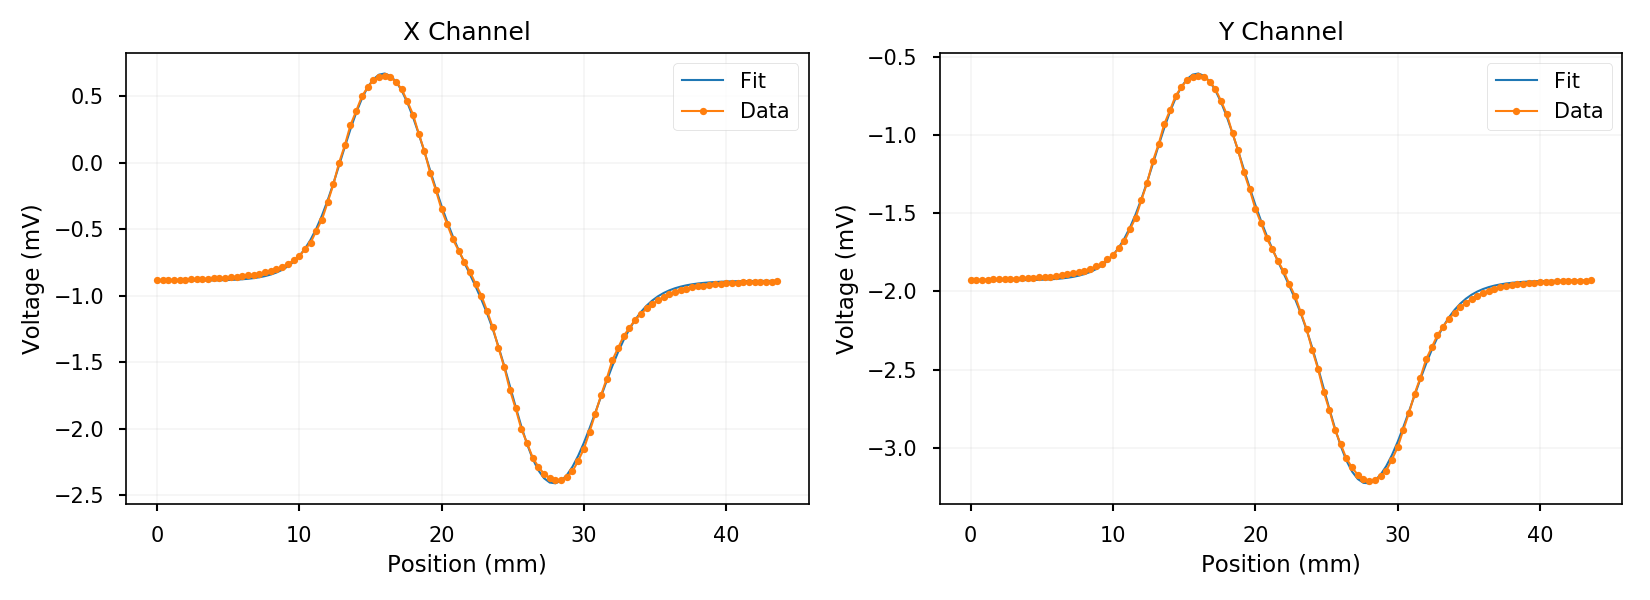 X Channel
Voltage (mV)
0.5
0.0
−0.5
−1.0
−1.5
−2.0
−2.5
Fit
Data
0 10 20 30 40
Position (mm)
Y Channel
Voltage (mV)
−0.5
−1.0
−1.5
−2.0
−2.5
−3.0
Fit
Data
0 10 20 30 40
Position (mm)